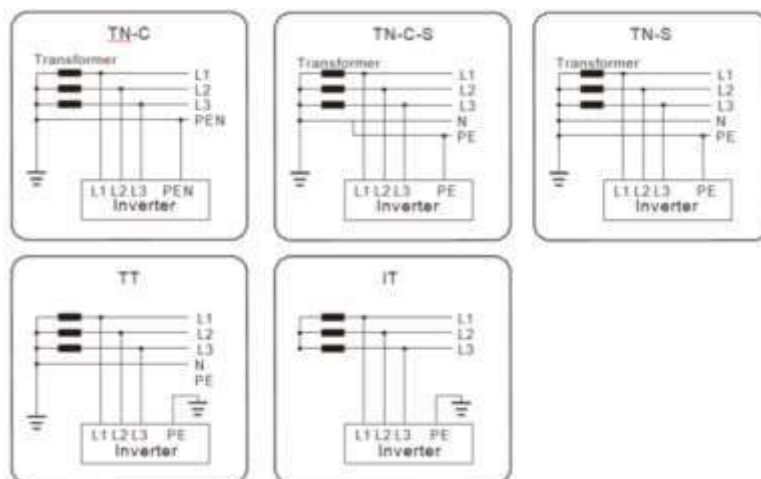 TN-C
Transformer
L1
L2
L3
PEN
L1 L2 L3 PEN
Inverter
TN-C-S
Transformer
L1
L2
L3
N
PE
L1 L2 L3 PE
Inverter
TN-S
Transformer
L1
L2
L3
N
PE
L1 L2 L3 PE
Inverter
TT
L1
L2
L3
N
PE
L1 L2 L3 PE
Inverter
IT
L1
L2
L3
L1 L2 L3 PE
Inverter